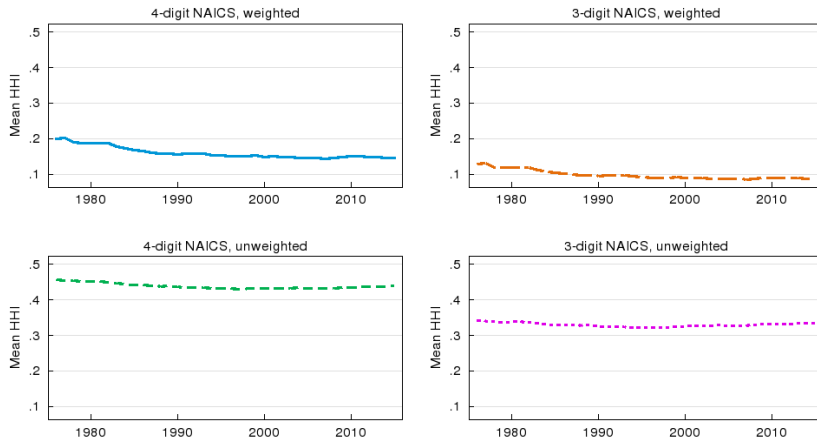 4-digit NAICS, weighted
Mean HHI
.5
.4
.3
.2
.1
1980 1990 2000 2010
3-digit NAICS, weighted
Mean HHI
.5
.4
.3
.2
.1
1980 1990 2000 2010
4-digit NAICS, unweighted
Mean HHI
.5
.4
.3
.2
.1
1980 1990 2000 2010
3-digit NAICS, unweighted
Mean HHI
.5
.4
.3
.2
.1
1980 1990 2000 2010